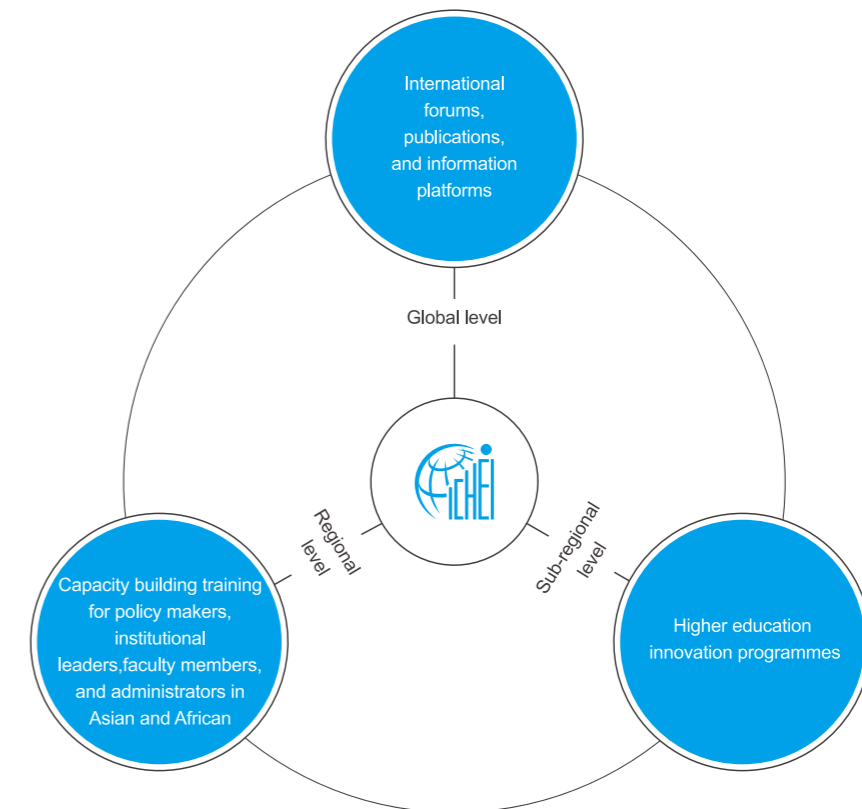 International
forums,
publications,
and information
platforms
Global level
ICHEI
Regional
level
Sub-regional
level
Capacity building training
for policy makers,
institutional
leaders,faculty members,
and administrators in
Asian and African
Higher education
innovation programmes